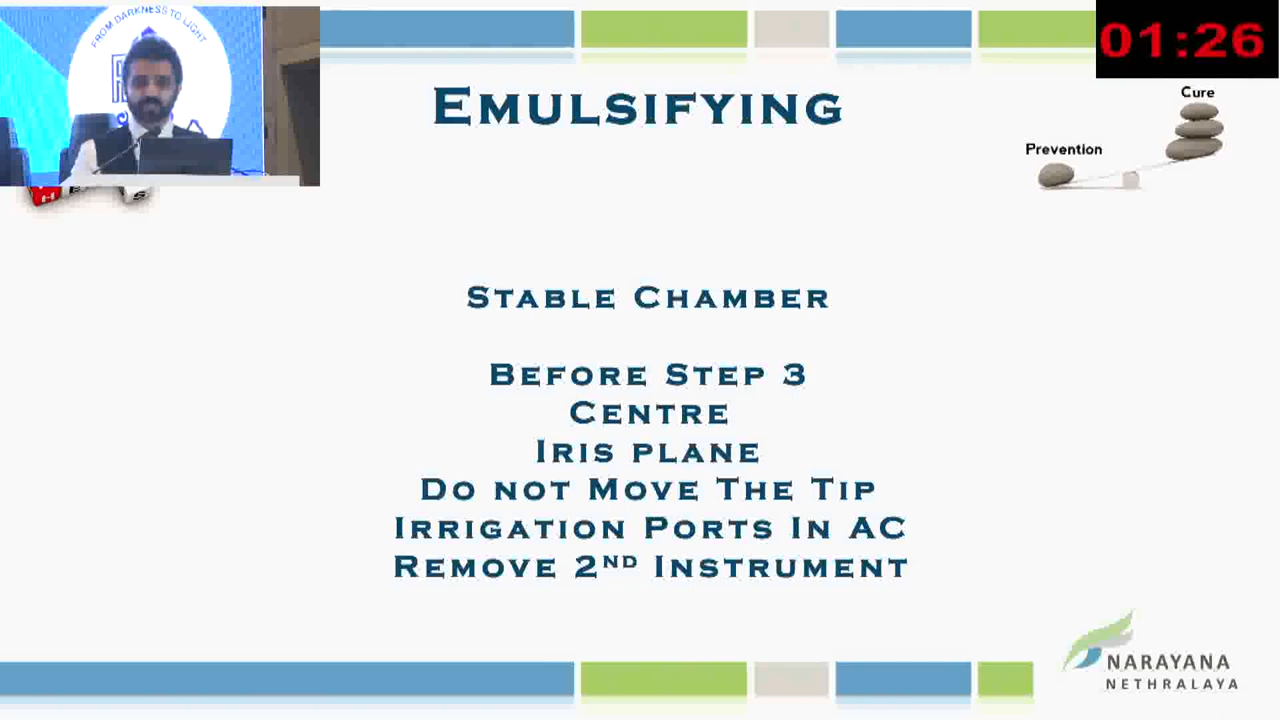 FROM DARKNESS TO LIGHT
01:26
EMULSIFYING
Cure
Prevention
STABLE CHAMBER
BEFORE STEP 3
CENTRE
IRIS PLANE
DO NOT MOVE THE TIP
IRRIGATION PORTS IN AC
REMOVE 2ND INSTRUMENT
NARAYANA
NETHRALAYA